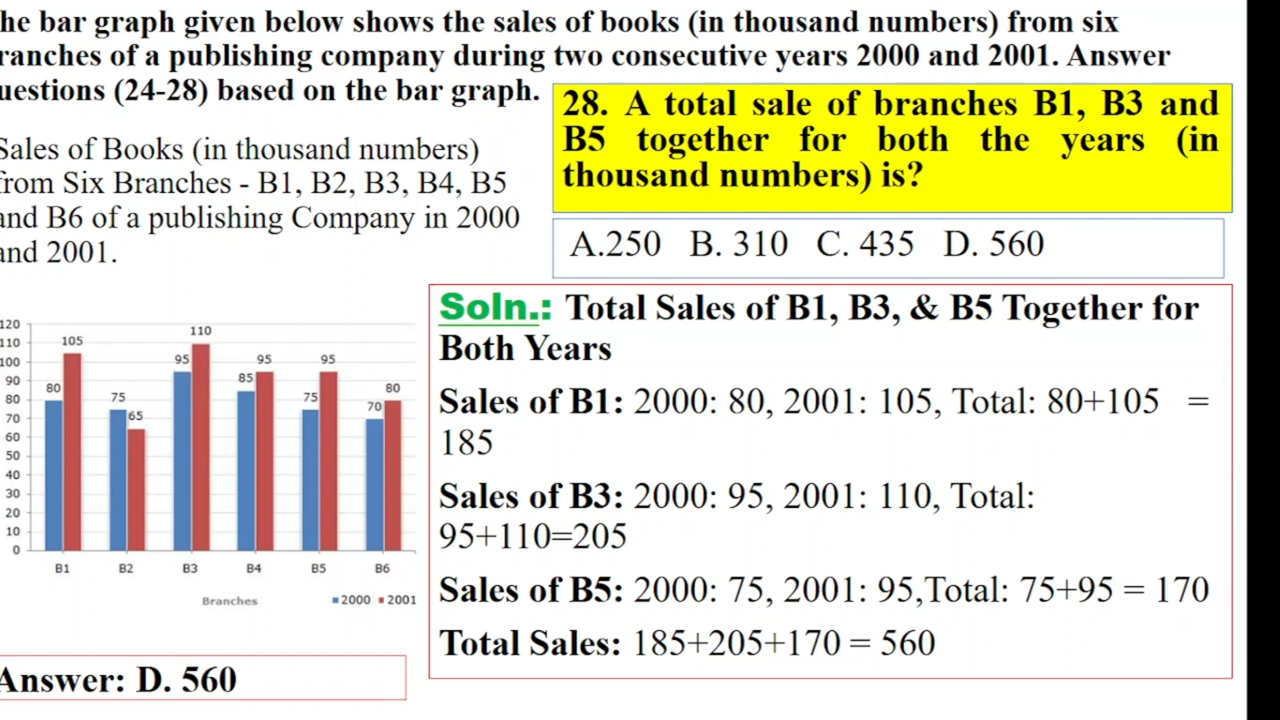 he bar graph given below shows the sales of books (in thousand numbers) from six
ranches of a publishing company during two consecutive years 2000 and 2001. Answer
uestions (24-28) based on the bar graph.
28. A total sale of branches B1, B3 and
B5 together for both the years (in
thousand numbers) is?
Sales of Books (in thousand numbers)
from Six Branches - B1, B2, B3, B4, B5
and B6 of a publishing Company in 2000
and 2001.
A.250 B. 310 C. 435 D. 560
Soln.: Total Sales of B1, B3, & B5 Together for
Both Years
Sales of B1: 2000: 80, 2001: 105, Total: 80+105 =
185
Sales of B3: 2000: 95, 2001: 110, Total:
95+110=205
Sales of B5: 2000: 75, 2001: 95,Total: 75+95 = 170
Total Sales: 185+205+170 = 560
120
110
100
90
80
70
60
50
40
30
20
10
0
80
105
75
65
95
110
85
95
75
95
70
80
B1 B2 B3 B4 B5 B6
Branches
2000 2001
Answer: D. 560